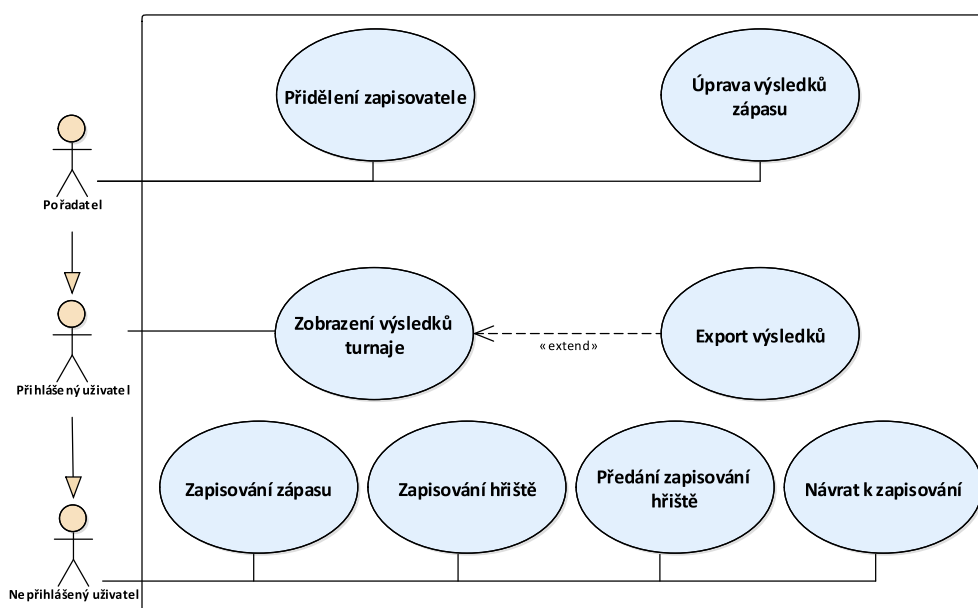 Přidělení zapisovatele
Úprava výsledků
zápasu
Pořadatel
Zobrazení výsledků
turnaje
Export výsledků
«extend»
Přihlášený uživatel
Zapisování zápasu
Zapisování hřiště
Předání zapisování
hřiště
Návrat k zapisování
Nepřihlášený uživatel